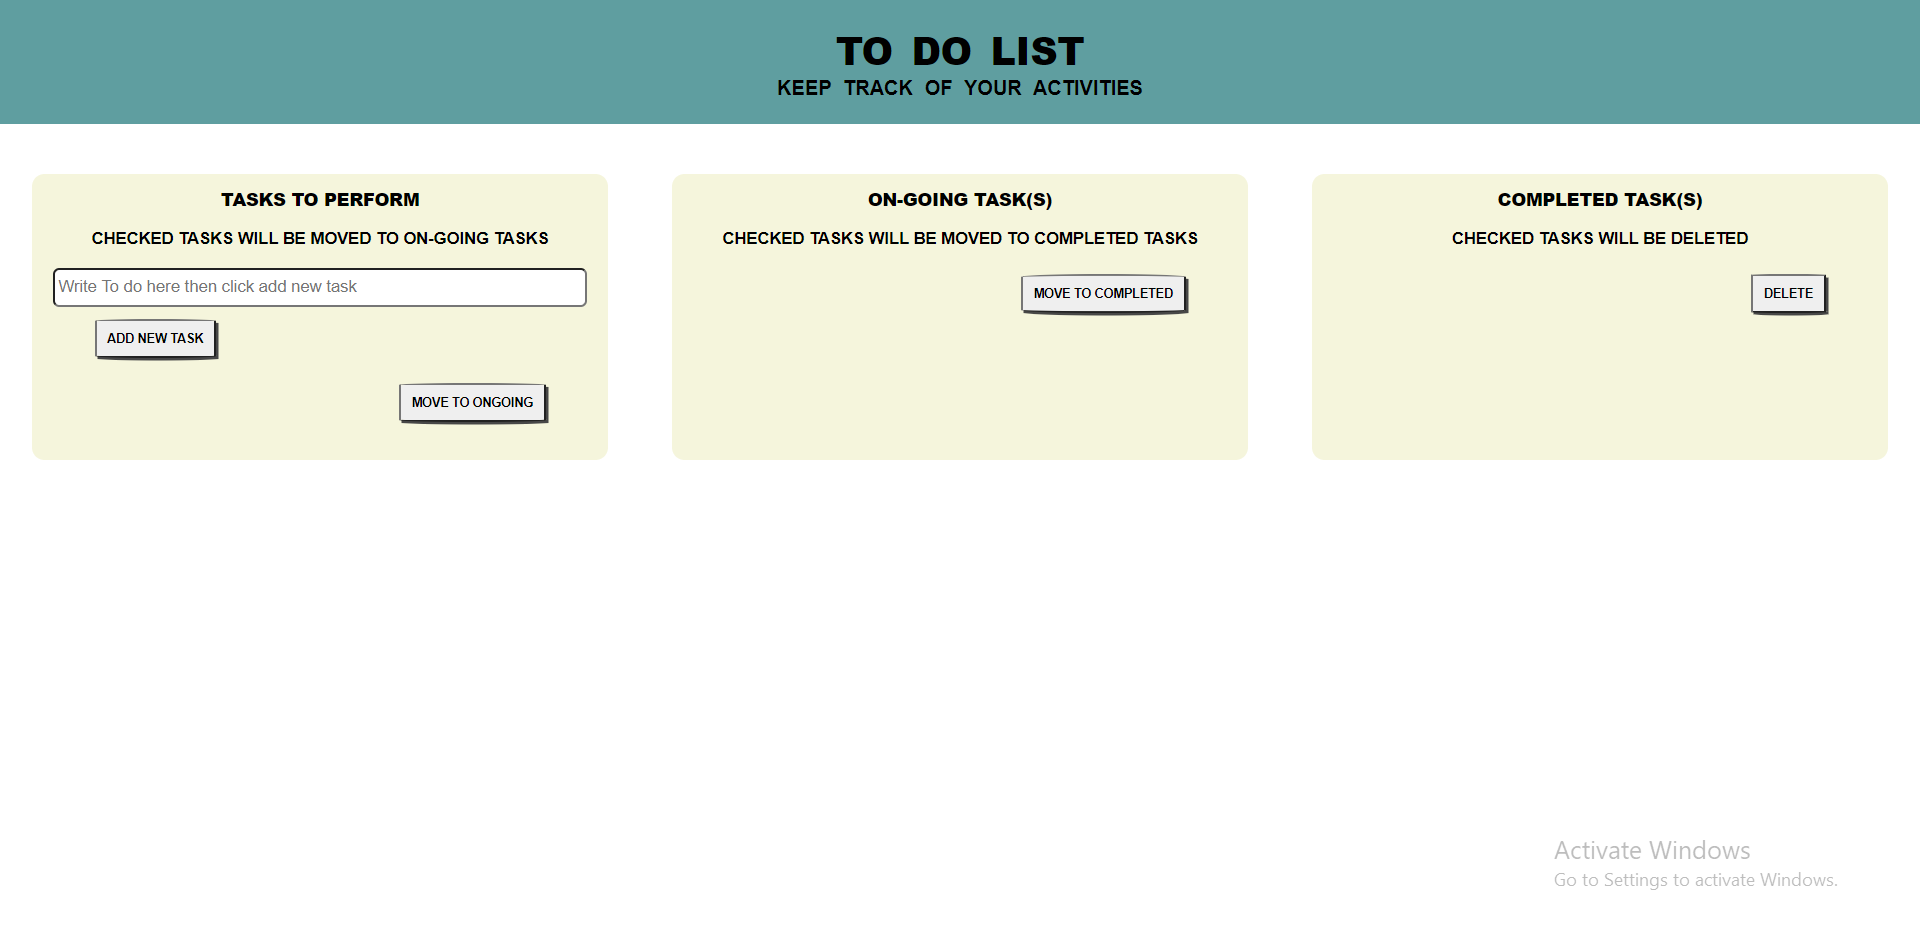 TO DO LIST
KEEP TRACK OF YOUR ACTIVITIES
TASKS TO PERFORM
CHECKED TASKS WILL BE MOVED TO ON-GOING TASKS
Write To do here then click add new task
ADD NEW TASK
MOVE TO ONGOING
ON-GOING TASK(S)
CHECKED TASKS WILL BE MOVED TO COMPLETED TASKS
MOVE TO COMPLETED
COMPLETED TASK(S)
CHECKED TASKS WILL BE DELETED
DELETE
Activate Windows
Go to Settings to activate Windows.